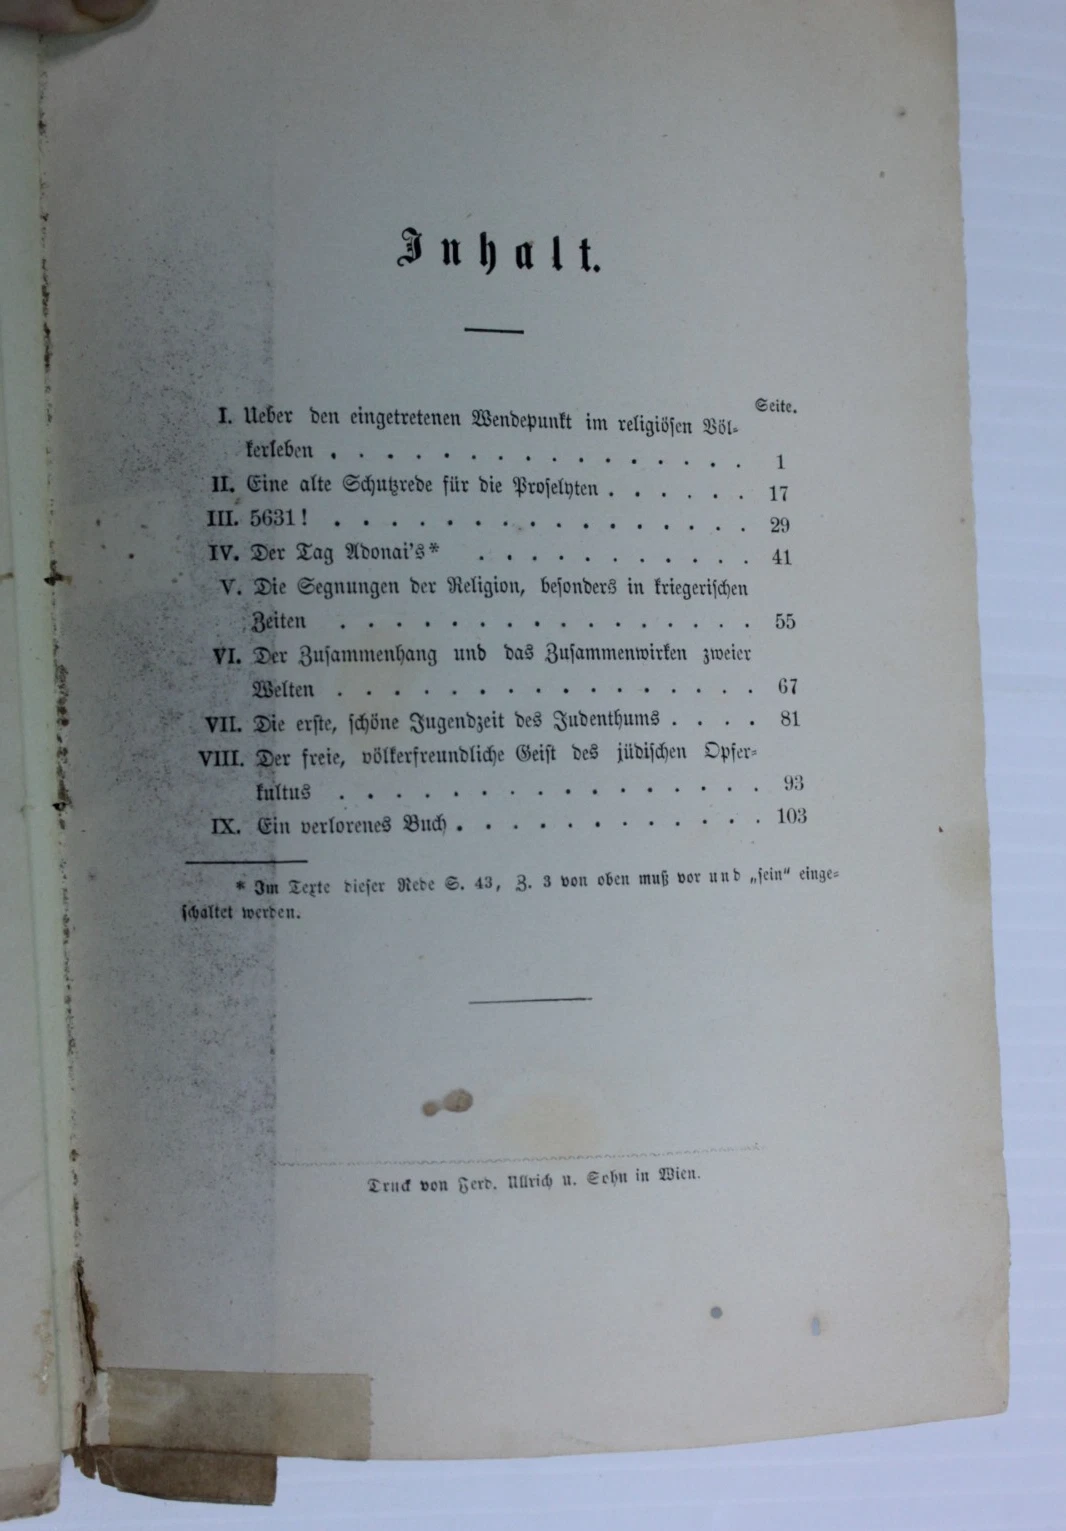 Inhalt.
Seite.
I. Ueber den eingetretenen Wendepunkt im religiösen Völ-
kerleben . . . . . . . . . . . . . . . 1
II. Eine alte Schutzrede für die Proselyten . . . . . . 17
III. 5631! . . . . . . . . . . . . . . . 29
IV. Der Tag Adonai's* . . . . . . . . . . 41
V. Die Segnungen der Religion, besonders in kriegerischen
Zeiten . . . . . . . . . . . . . . . 55
VI. Der Zusammenhang und das Zusammenwirken zweier
Welten . . . . . . . . . . . . . . . 67
VII. Die erste, schöne Jugendzeit des Judenthums . . . . 81
VIII. Der freie, völkerfreundliche Geist des jüdischen Opfer-
kultus . . . . . . . . . . . . . . . 93
IX. Ein verlorenes Buch . . . . . . . . . . . 103
* Im Texte dieser Rede S. 43, Z. 3 von oben muß vor und „sein“ einge-
schaltet werden.
Druck von Ferd. Ullrich u. Sohn in Wien.